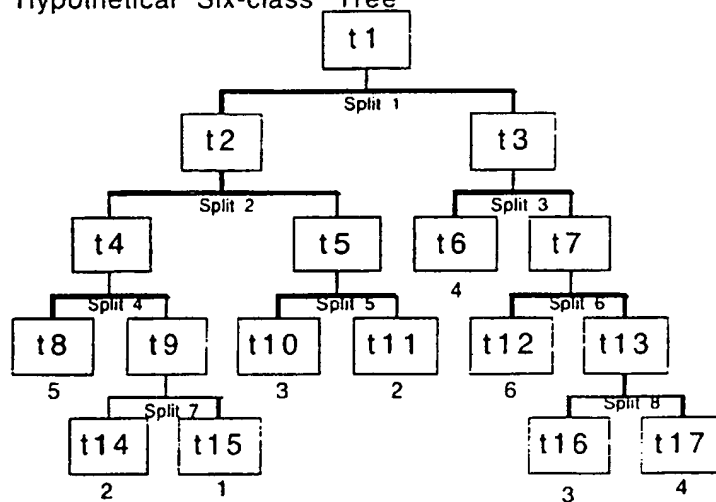 Hypothetical Six-class Tree
t1
Split 1
t2 t3
Split 2 Split 3
t4 t5 t6 t7
4
Split 4 Split 5 Split 6
t8 t9 t10 t11 t12 t13
5 3 2 6
Split 7 Split 8
t14 t15 t16 t17
2 1 3 4